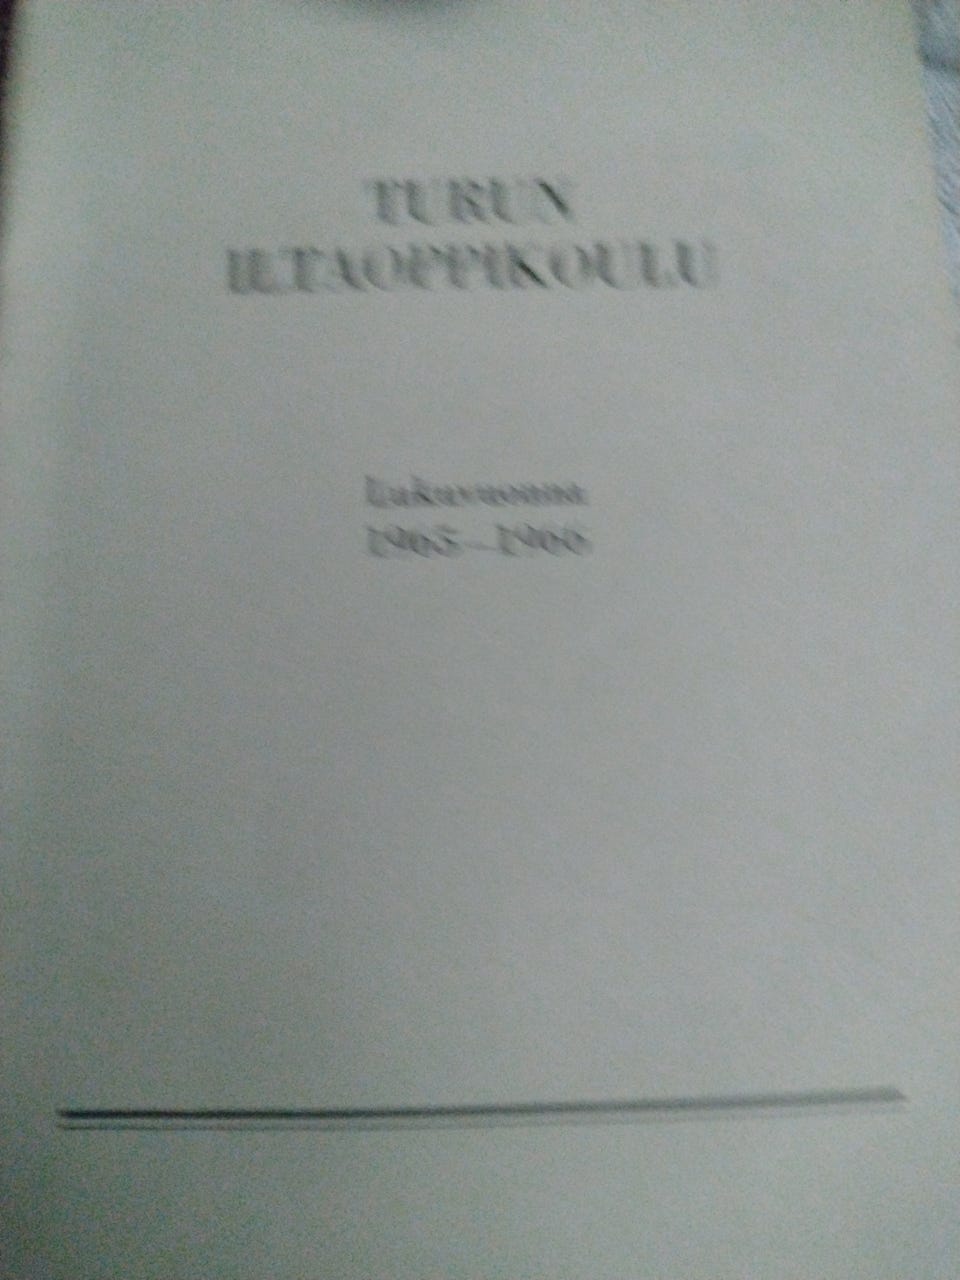 TURUN
ILTAOPPIKOULU
Lukuvuonna
1965—1966